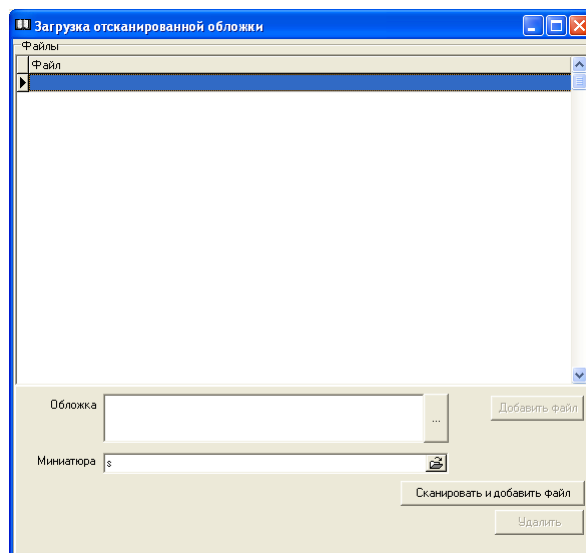 Загрузка отсканированной обложки
Файлы
Файл
Обложка
...
Добавить файл
Миниатюра
s
Сканировать и добавить файл
Удалить